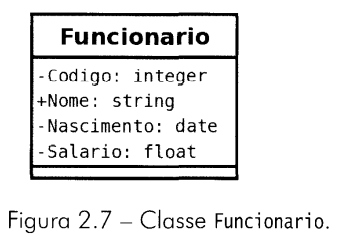 Funcionario
-Codigo: integer
+Nome: string
-Nascimento: date
-Salario: float
Figura 2.7 – Classe Funcionario.